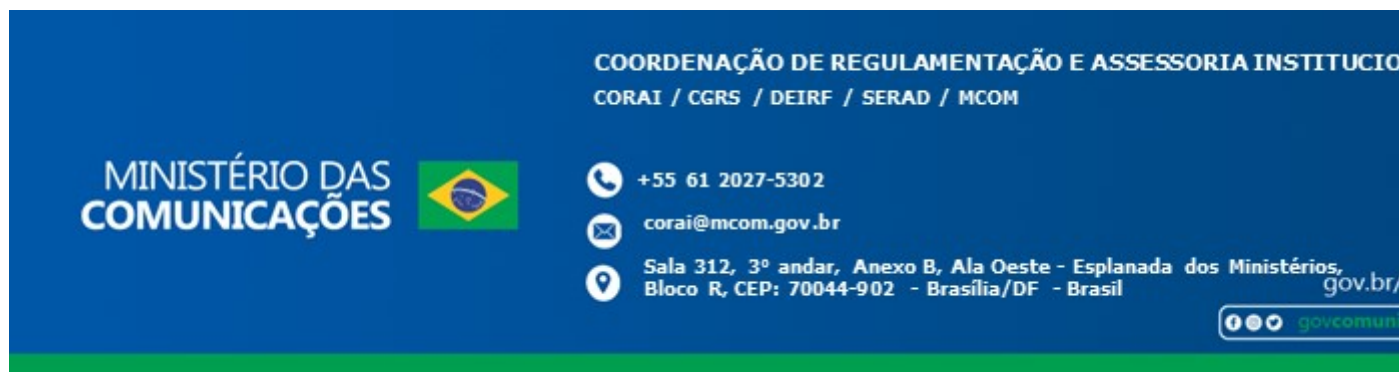 COORDENAÇÃO DE REGULAMENTAÇÃO E ASSESSORIA INSTITUCIO
CORAI / CGRS / DEIRF / SERAD / MCOM
MINISTÉRIO DAS
COMUNICAÇÕES
+55 61 2027-5302
corai@mcom.gov.br
Sala 312, 3º andar, Anexo B, Ala Oeste - Esplanada dos Ministérios,
Bloco R, CEP: 70044-902 - Brasília/DF - Brasil
gov.br/
govcomuni